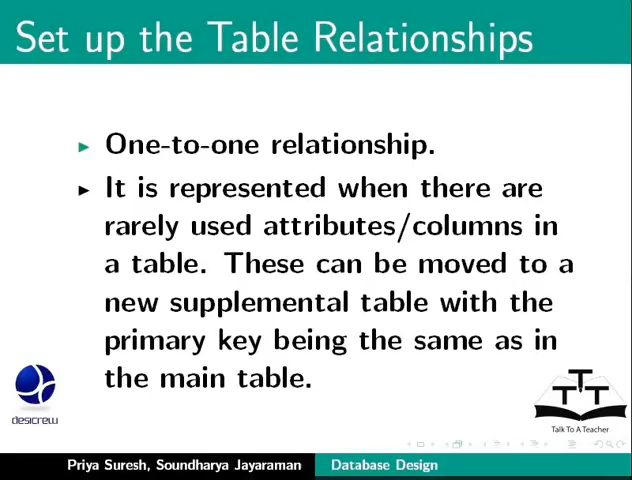 Set up the Table Relationships
One-to-one relationship.
It is represented when there are
rarely used attributes/columns in
a table. These can be moved to a
new supplemental table with the
primary key being the same as in
the main table.
desicrew
TTT
Talk To A Teacher
Priya Suresh, Soundharya Jayaraman Database Design